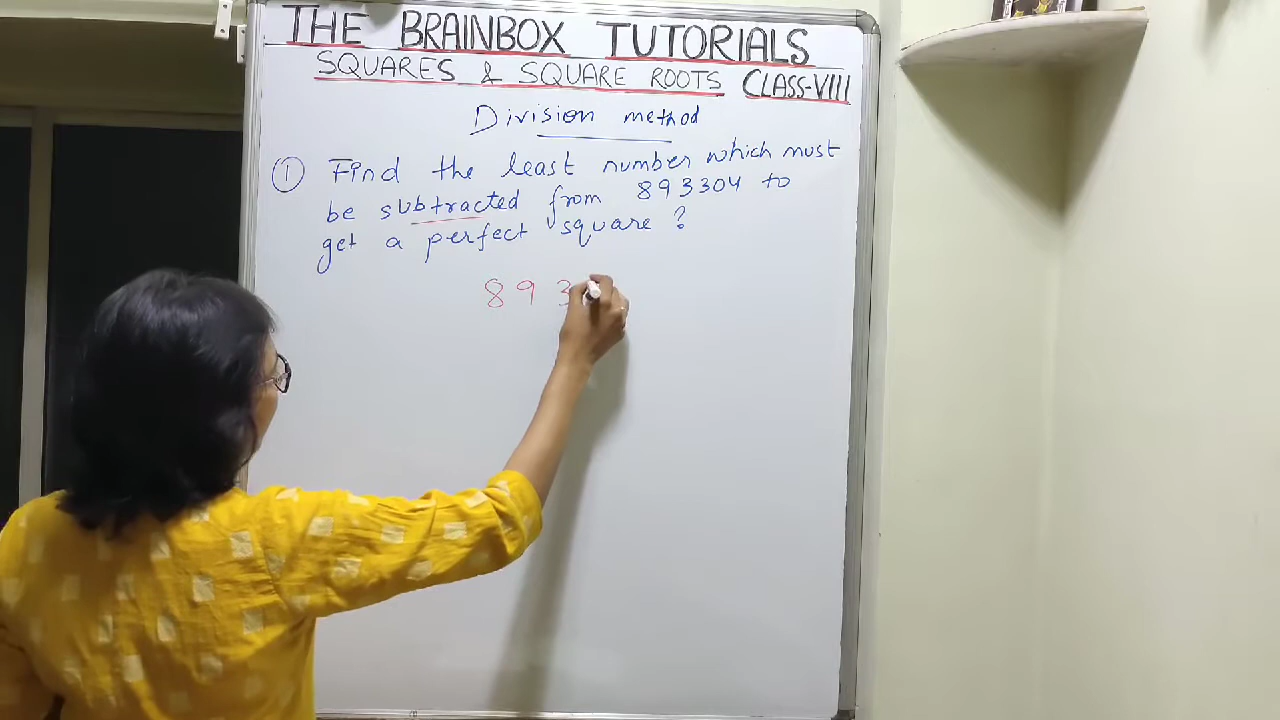 THE BRAINBOX TUTORIALS
SQUARES & SQUARE ROOTS CLASS-VIII
Division method
① Find the least number which must
be subtracted from 893304 to
get a perfect square ?
8 9 3